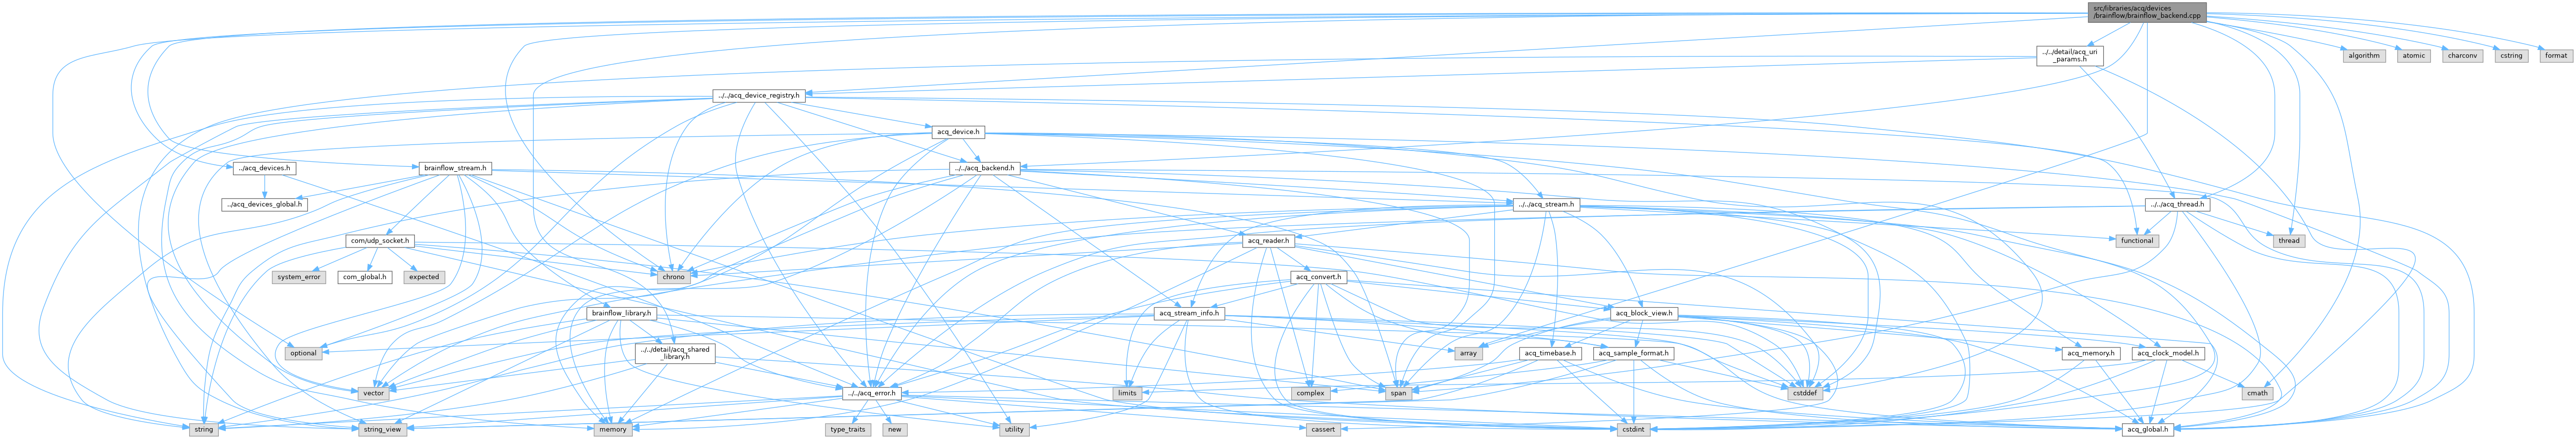 src/libraries/acq/devices
/brainflow/brainflow_backend.cpp
../../detail/acq_uri
_params.h
algorithm
atomic
charconv
cstring
format
../../acq_device_registry.h
acq_device.h
../acq_devices.h
brainflow_stream.h
../../acq_backend.h
../acq_devices_global.h
../../acq_stream.h
../../acq_thread.h
com/udp_socket.h
acq_reader.h
functional
thread
system_error
com_global.h
expected
chrono
acq_convert.h
brainflow_library.h
acq_stream_info.h
acq_block_view.h
optional
../../detail/acq_shared
_library.h
array
acq_timebase.h
acq_sample_format.h
acq_memory.h
acq_clock_model.h
vector
../../acq_error.h
limits
complex
span
cstddef
cmath
string
string_view
memory
type_traits
new
utility
cassert
cstdint
acq_global.h